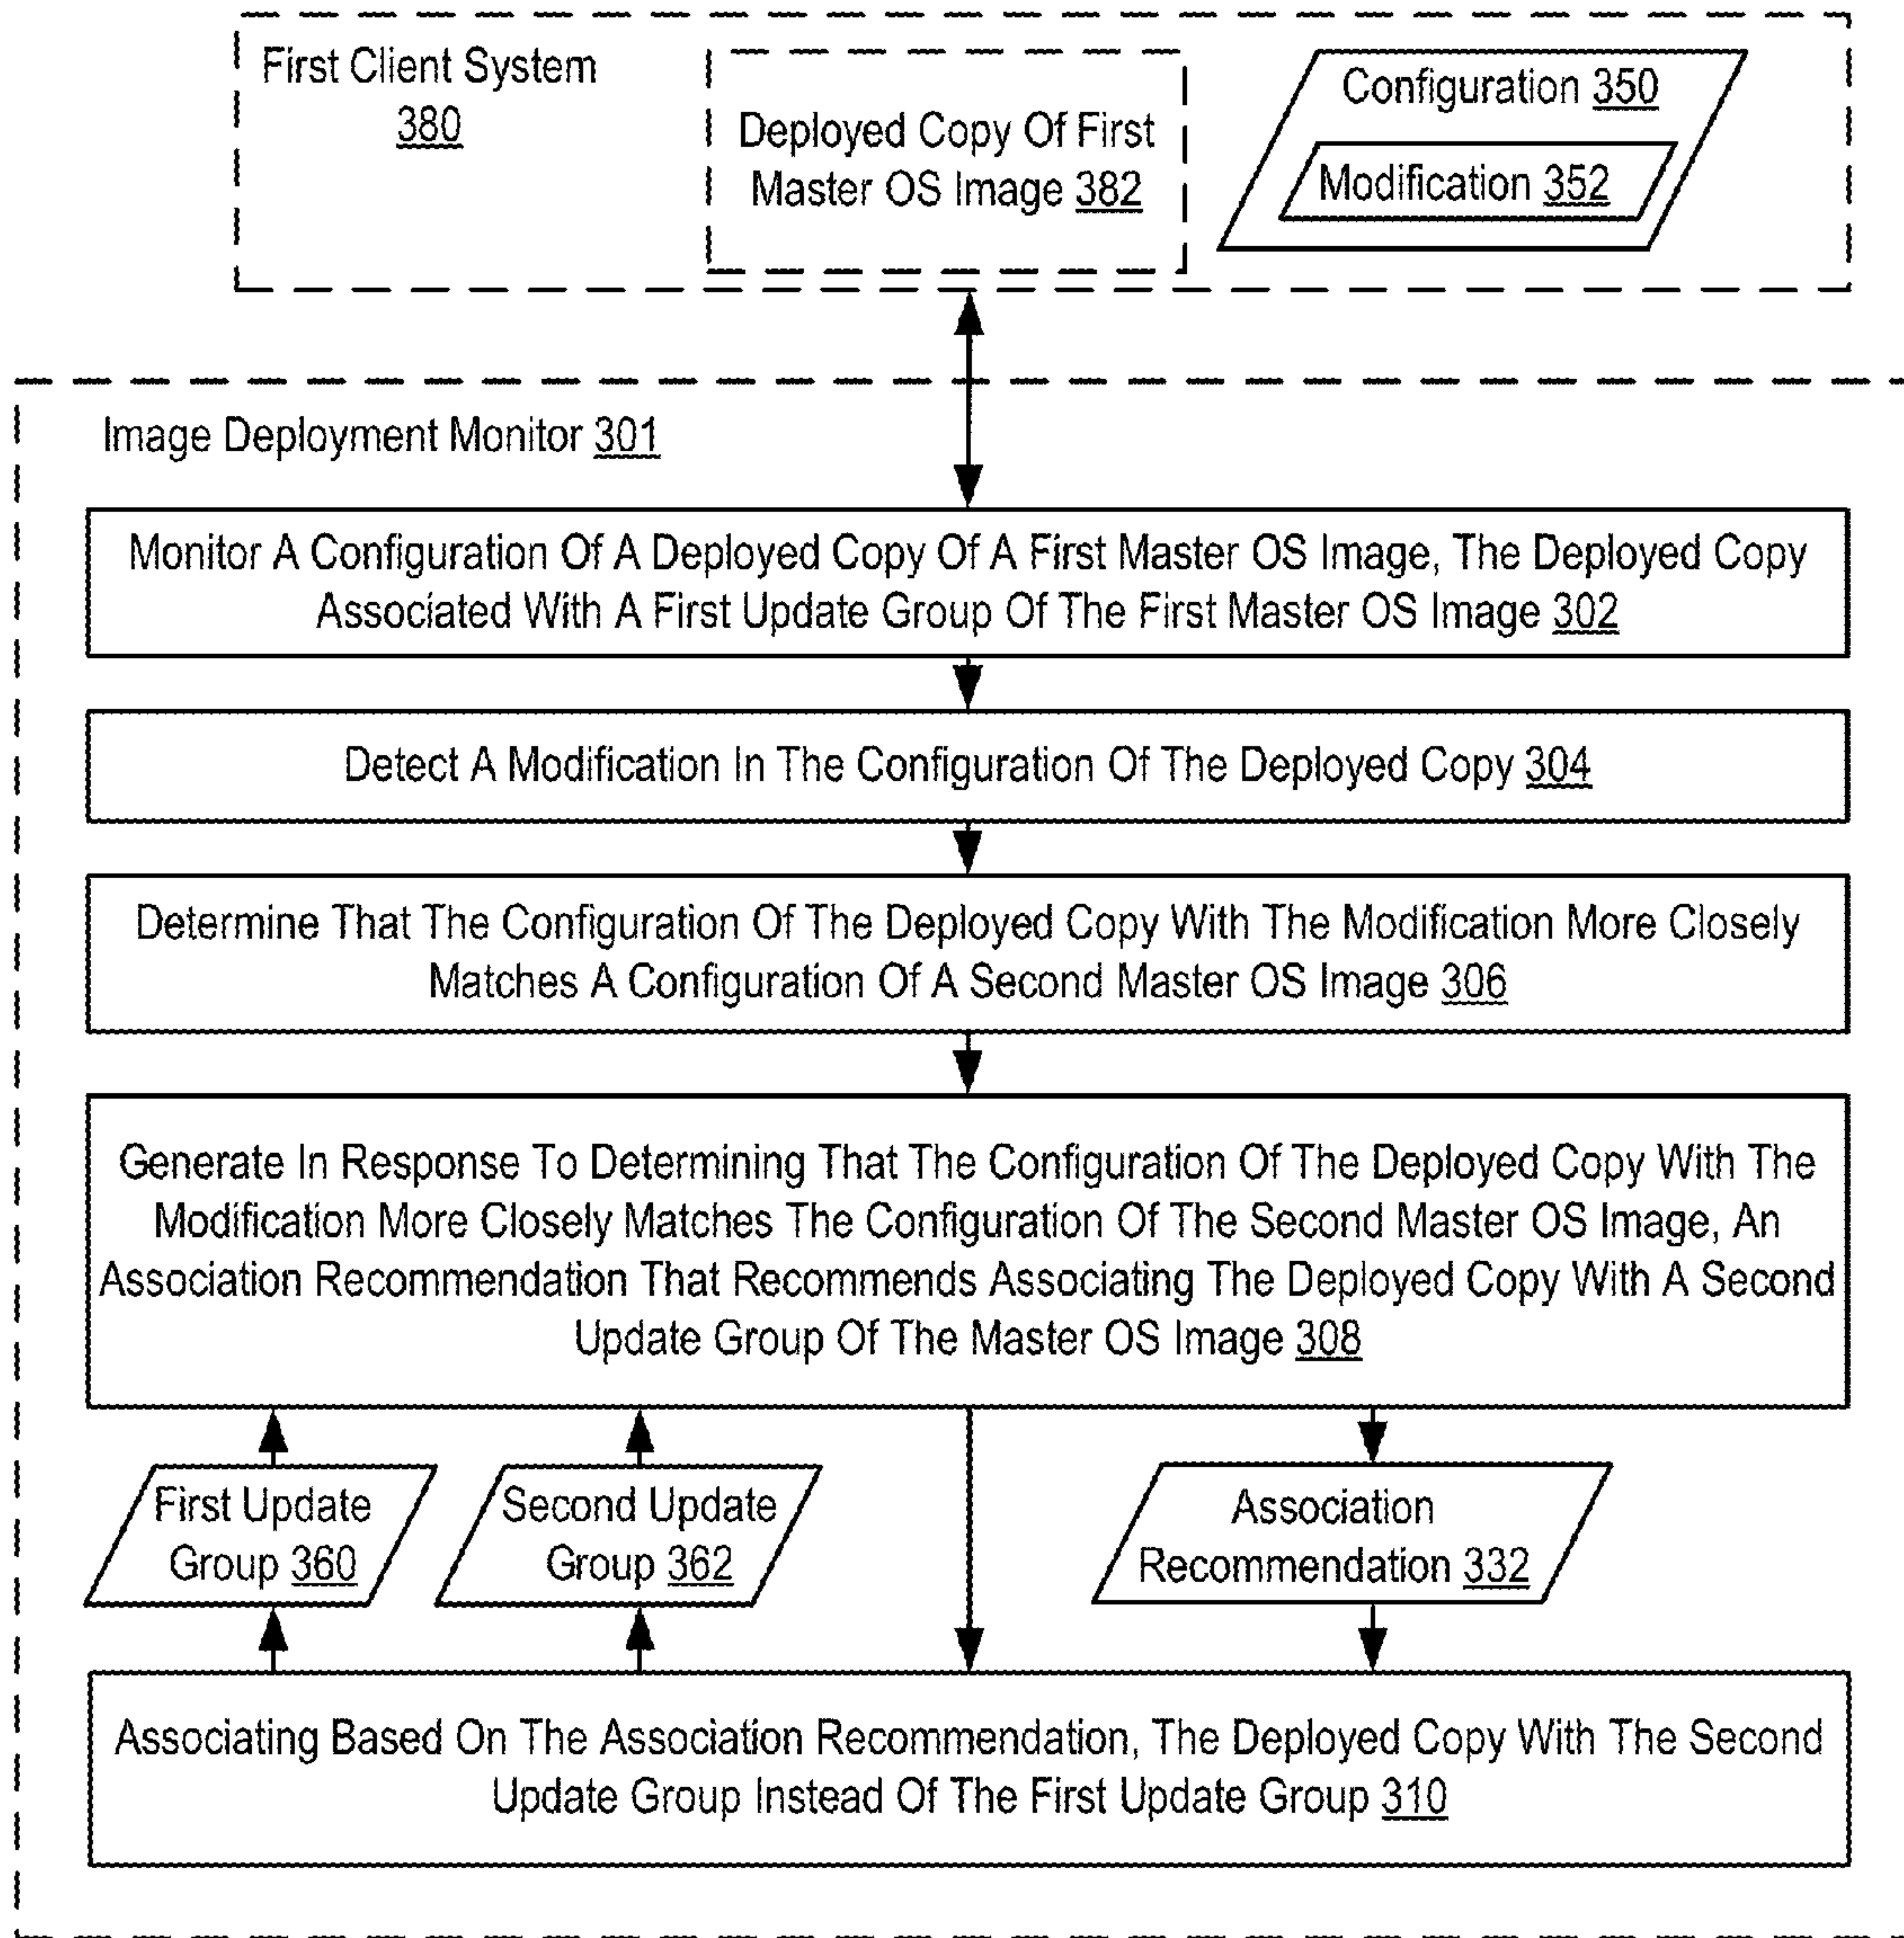 First Client System
380
Deployed Copy Of First
Master OS Image 382
Configuration 350
Modification 352
Image Deployment Monitor 301
Monitor A Configuration Of A Deployed Copy Of A First Master OS Image, The Deployed Copy
Associated With A First Update Group Of The First Master OS Image 302
Detect A Modification In The Configuration Of The Deployed Copy 304
Determine That The Configuration Of The Deployed Copy With The Modification More Closely
Matches A Configuration Of A Second Master OS Image 306
Generate In Response To Determining That The Configuration Of The Deployed Copy With The
Modification More Closely Matches The Configuration Of The Second Master OS Image, An
Association Recommendation That Recommends Associating The Deployed Copy With A Second
Update Group Of The Master OS Image 308
First Update
Group 360
Second Update
Group 362
Association
Recommendation 332
Associating Based On The Association Recommendation, The Deployed Copy With The Second
Update Group Instead Of The First Update Group 310